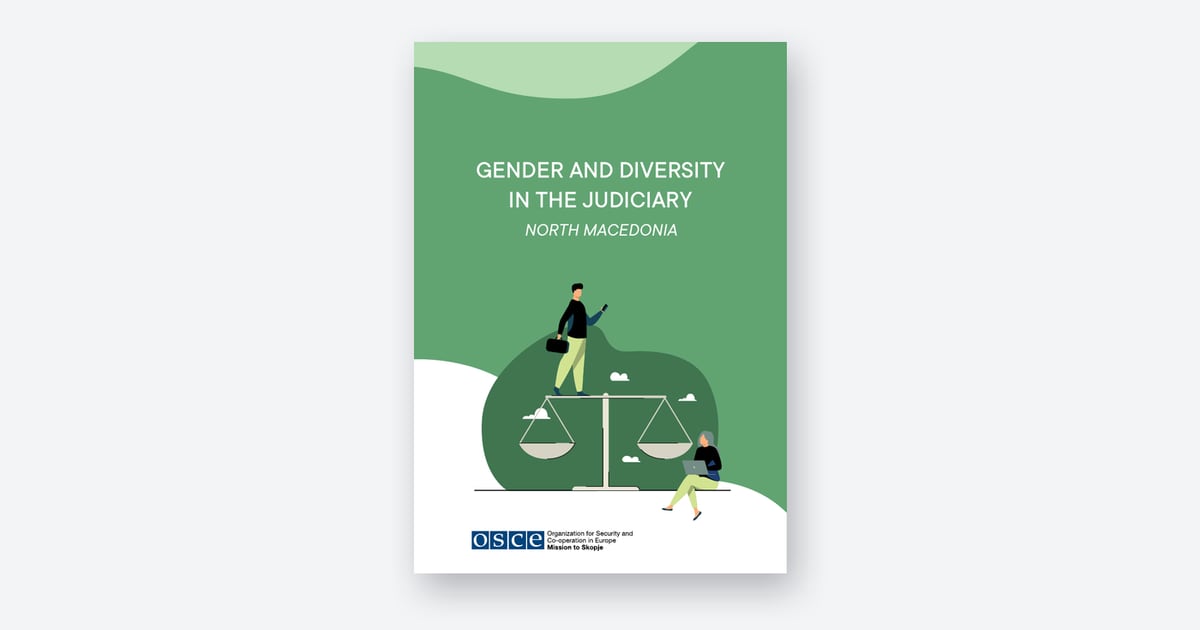 GENDER AND DIVERSITY
IN THE JUDICIARY
NORTH MACEDONIA
osce
Organization for Security and
Co-operation in Europe
Mission to Skopje